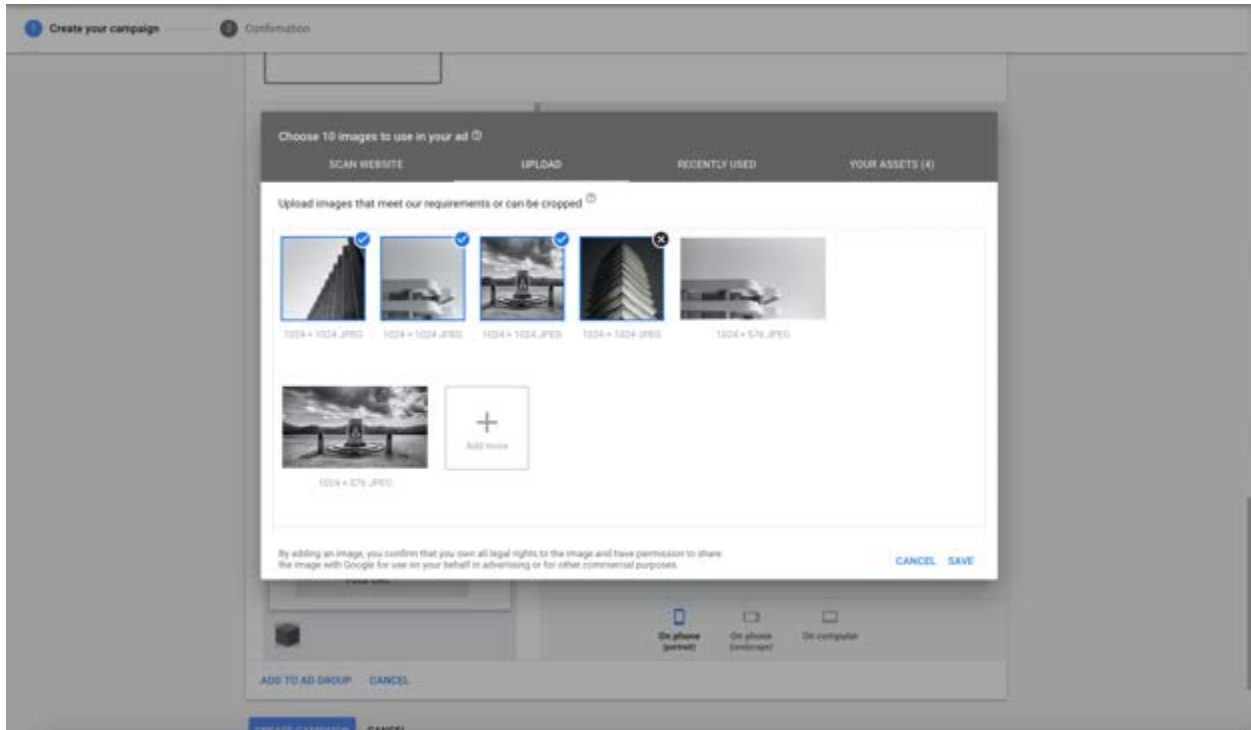 1 Create your campaign 2 Confirmation
Choose 10 images to use in your ad ?
SCAN WEBSITE UPLOAD RECENTLY USED YOUR ASSETS (4)
Upload images that meet our requirements or can be cropped ?
1024 × 1024 JPEG 1024 × 1024 JPEG 1024 × 1024 JPEG 1024 × 1024 JPEG 1024 × 576 JPEG
Add more
1024 × 576 JPEG
By adding an image, you confirm that you own all legal rights to the image and have permission to share
the image with Google for use on your behalf in advertising or for other commercial purposes.
CANCEL SAVE
On phone On phone On computer
(portrait) (landscape)
ADD TO AD GROUP CANCEL
CREATE CAMPAIGN CANCEL